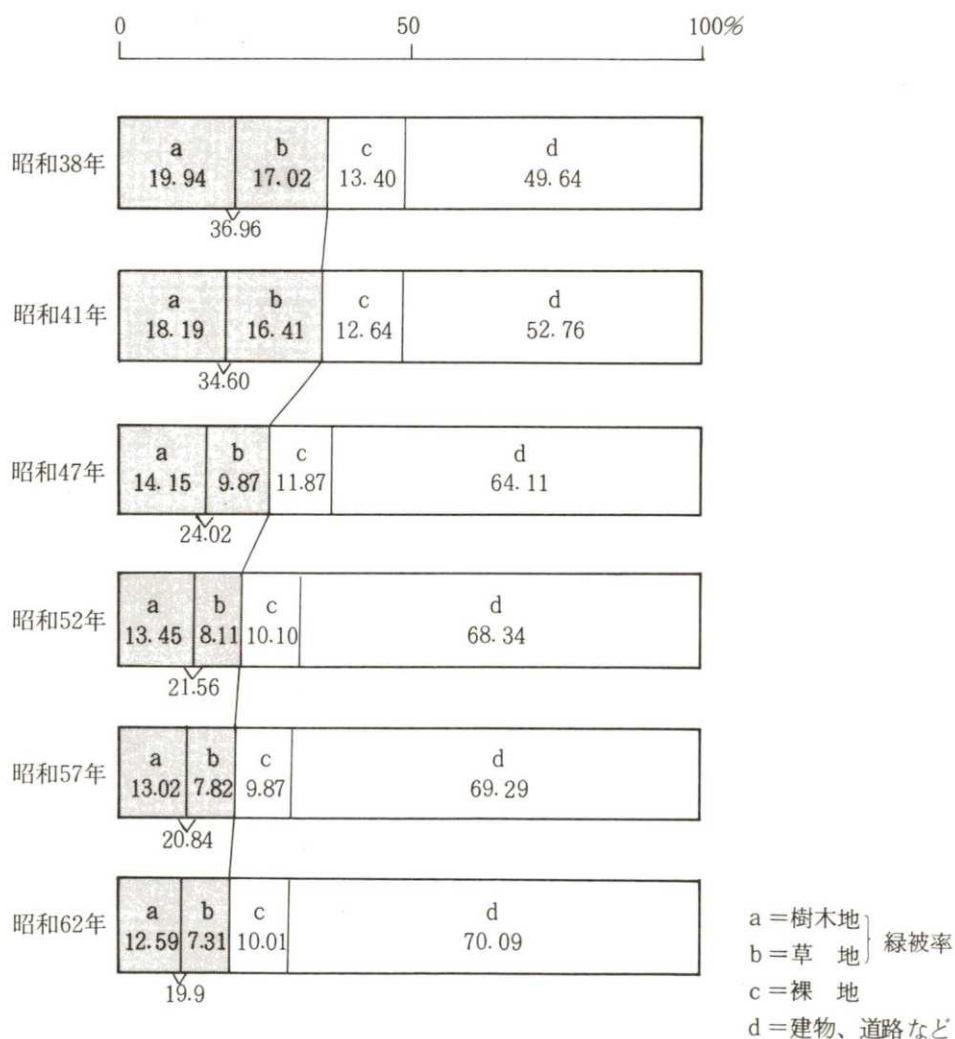 0 50 100%
a b c d
昭和38年 19.94 17.02 13.40 49.64
36.96
a b c d
昭和41年 18.19 16.41 12.64 52.76
34.60
a b c d
昭和47年 14.15 9.87 11.87 64.11
24.02
a b c d
昭和52年 13.45 8.11 10.10 68.34
21.56
a b c d
昭和57年 13.02 7.82 9.87 69.29
20.84
a b c d
昭和62年 12.59 7.31 10.01 70.09
19.9
a=樹木地
b=草 地
緑被率
c=裸 地
d=建物、道路など